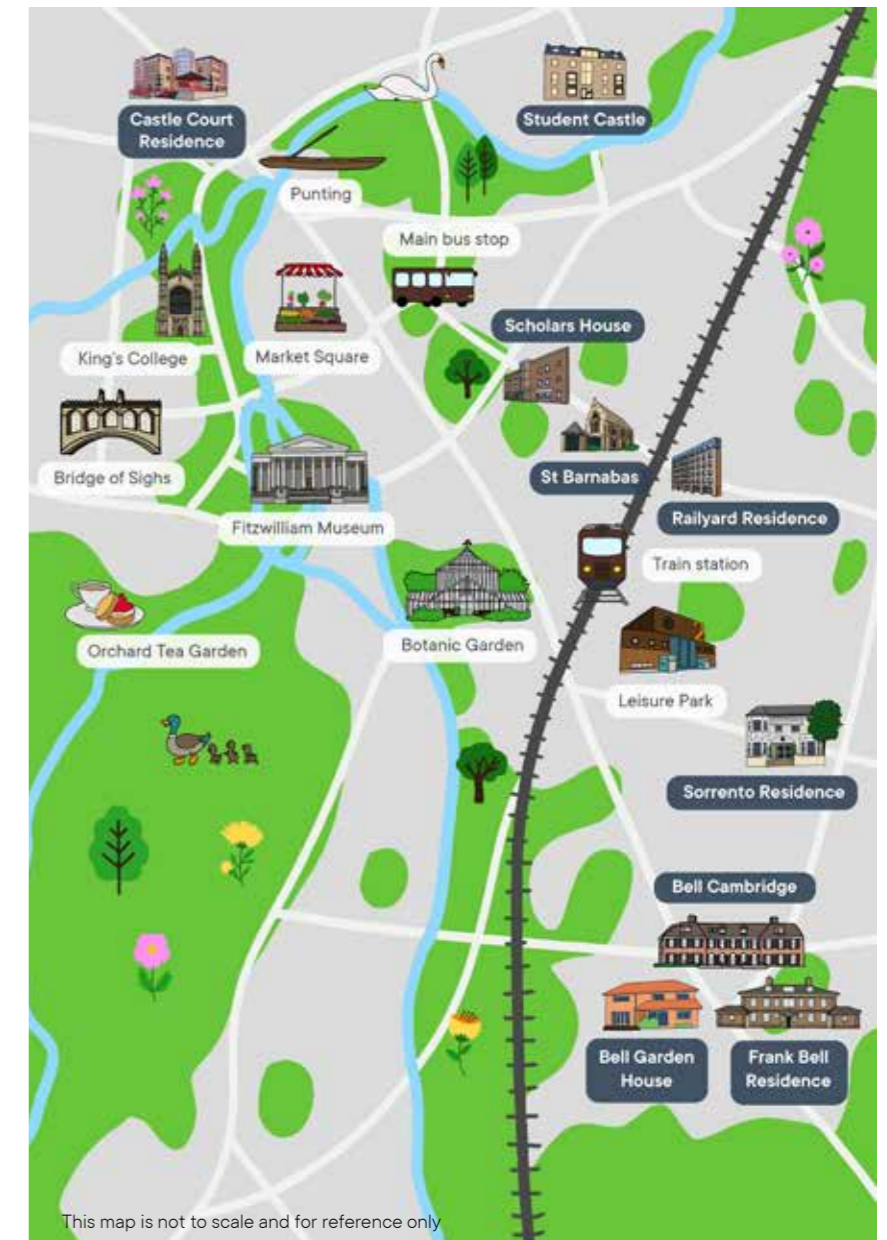 Castle Court
Residence
Student Castle
Punting
Main bus stop
Scholars House
King's College
Market Square
Bridge of Sighs
St Barnabas
Railyard Residence
Fitzwilliam Museum
Train station
Orchard Tea Garden
Botanic Garden
Leisure Park
Sorrento Residence
Bell Cambridge
Bell Garden
House
Frank Bell
Residence
This map is not to scale and for reference only